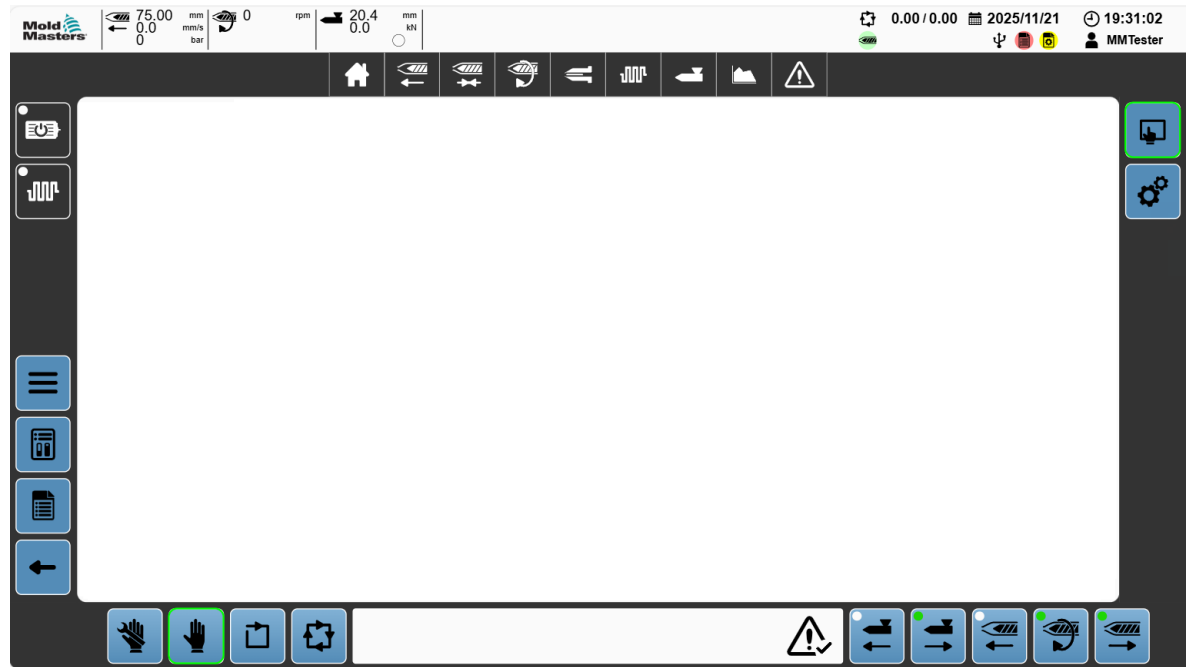 Mold
Masters
75.00 mm
0.0 mm/s
0 bar
0 rpm
20.4 mm
0.0 kN
0.00 / 0.00
2025/11/21
19:31:02
MMTester